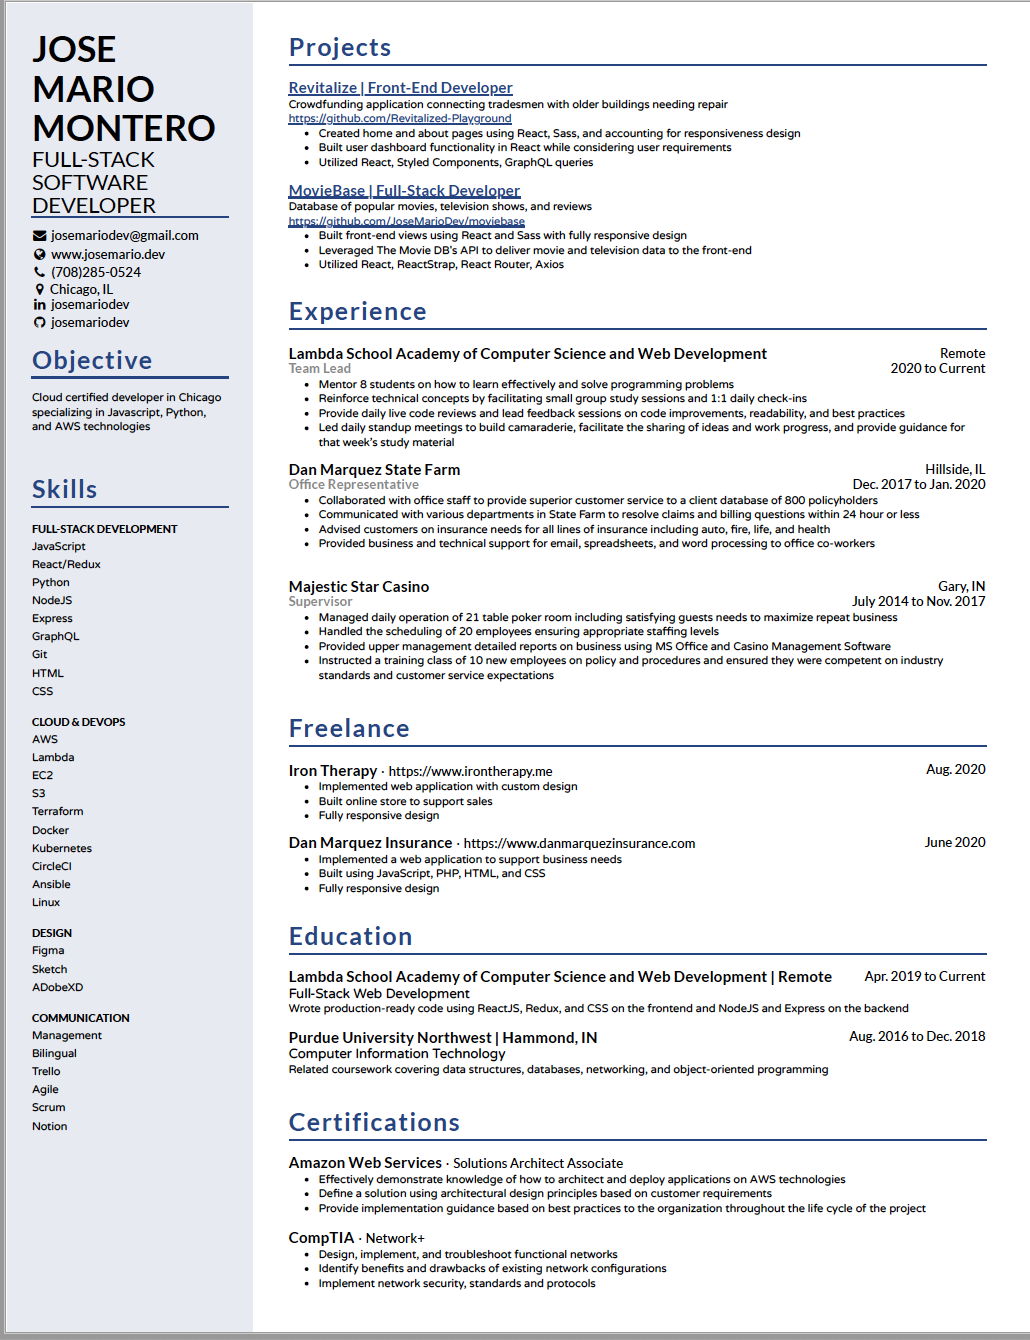 JOSE
MARIO
MONTERO
FULL-STACK
SOFTWARE
DEVELOPER
josemariodev@gmail.com
www.josemario.dev
(708)285-0524
Chicago, IL
josemariodev
josemariodev
Objective
Cloud certified developer in Chicago
specializing in Javascript, Python,
and AWS technologies
Skills
FULL-STACK DEVELOPMENT
JavaScript
React/Redux
Python
NodeJS
Express
GraphQL
Git
HTML
CSS
CLOUD & DEVOPS
AWS
Lambda
EC2
S3
Terraform
Docker
Kubernetes
CircleCI
Ansible
Linux
DESIGN
Figma
Sketch
ADobeXD
COMMUNICATION
Management
Bilingual
Trello
Agile
Scrum
Notion
Projects
Revitalize | Front-End Developer
Crowdfunding application connecting tradesmen with older buildings needing repair
https://github.com/Revitalized-Playground
• Created home and about pages using React, Sass, and accounting for responsiveness design
• Built user dashboard functionality in React while considering user requirements
• Utilized React, Styled Components, GraphQL queries
MovieBase | Full-Stack Developer
Database of popular movies, television shows, and reviews
https://github.com/JoseMarioDev/moviebase
• Built front-end views using React and Sass with fully responsive design
• Leveraged The Movie DB's API to deliver movie and television data to the front-end
• Utilized React, ReactStrap, React Router, Axios
Experience
Lambda School Academy of Computer Science and Web Development Remote
Team Lead 2020 to Current
• Mentor 8 students on how to learn effectively and solve programming problems
• Reinforce technical concepts by facilitating small group study sessions and 1:1 daily check-ins
• Provide daily live code reviews and lead feedback sessions on code improvements, readability, and best practices
• Led daily standup meetings to build camaraderie, facilitate the sharing of ideas and work progress, and provide guidance for
that week's study material
Dan Marquez State Farm Hillside, IL
Office Representative Dec. 2017 to Jan. 2020
• Collaborated with office staff to provide superior customer service to a client database of 800 policyholders
• Communicated with various departments in State Farm to resolve claims and billing questions within 24 hour or less
• Advised customers on insurance needs for all lines of insurance including auto, fire, life, and health
• Provided business and technical support for email, spreadsheets, and word processing to office co-workers
Majestic Star Casino Gary, IN
Supervisor July 2014 to Nov. 2017
• Managed daily operation of 21 table poker room including satisfying guests needs to maximize repeat business
• Handled the scheduling of 20 employees ensuring appropriate staffing levels
• Provided upper management detailed reports on business using MS Office and Casino Management Software
• Instructed a training class of 10 new employees on policy and procedures and ensured they were competent on industry
standards and customer service expectations
Freelance
Iron Therapy · https://www.irontherapy.me Aug. 2020
• Implemented web application with custom design
• Built online store to support sales
• Fully responsive design
Dan Marquez Insurance · https://www.danmarquezinsurance.com June 2020
• Implemented a web application to support business needs
• Built using JavaScript, PHP, HTML, and CSS
• Fully responsive design
Education
Lambda School Academy of Computer Science and Web Development | Remote Apr. 2019 to Current
Full-Stack Web Development
Wrote production-ready code using ReactJS, Redux, and CSS on the frontend and NodeJS and Express on the backend
Purdue University Northwest | Hammond, IN Aug. 2016 to Dec. 2018
Computer Information Technology
Related coursework covering data structures, databases, networking, and object-oriented programming
Certifications
Amazon Web Services · Solutions Architect Associate
• Effectively demonstrate knowledge of how to architect and deploy applications on AWS technologies
• Define a solution using architectural design principles based on customer requirements
• Provide implementation guidance based on best practices to the organization throughout the life cycle of the project
CompTIA · Network+
• Design, implement, and troubleshoot functional networks
• Identify benefits and drawbacks of existing network configurations
• Implement network security, standards and protocols